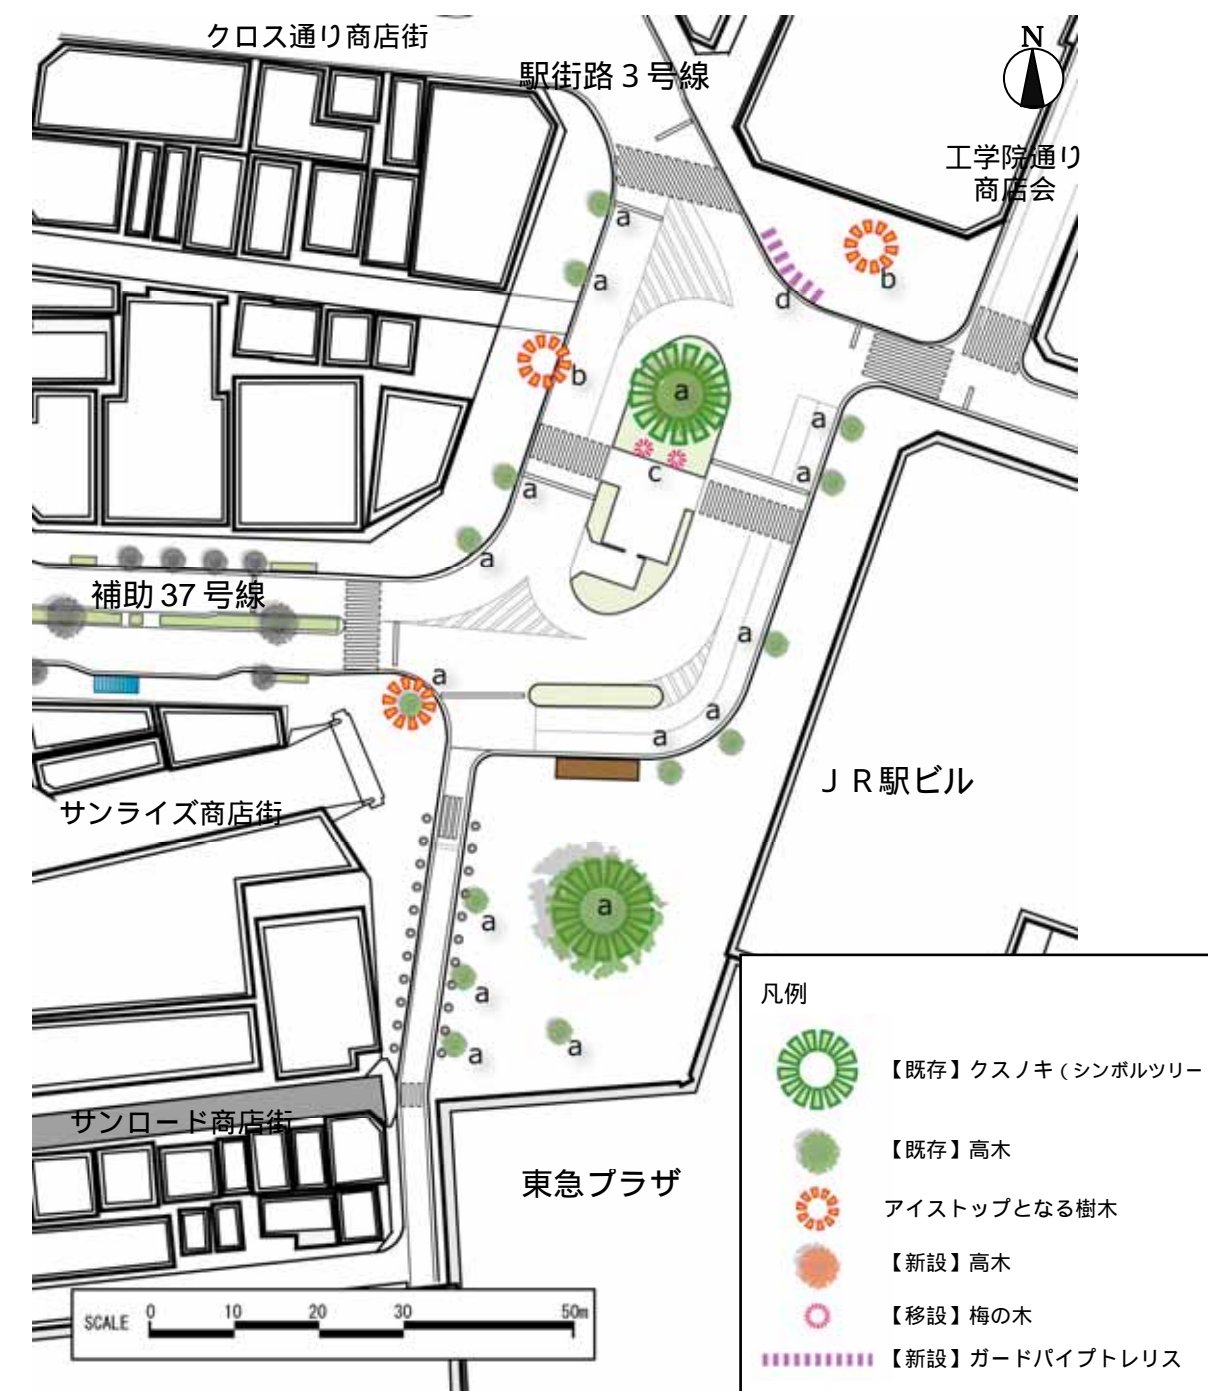 クロス通り商店街
駅街路３号線
N
工学院通り
商店会
a
a
b
d
b
a
a
a
c
a
a
補助 37 号線
a
a
a
a
ＪＲ駅ビル
サンライズ商店街
a
a
a
a
a
サンロード商店街
東急プラザ
SCALE 0 10 20 30 50m
凡例
【既存】クスノキ（シンボルツリー
【既存】高木
アイストップとなる樹木
【新設】高木
【移設】梅の木
【新設】ガードパイプトレリス